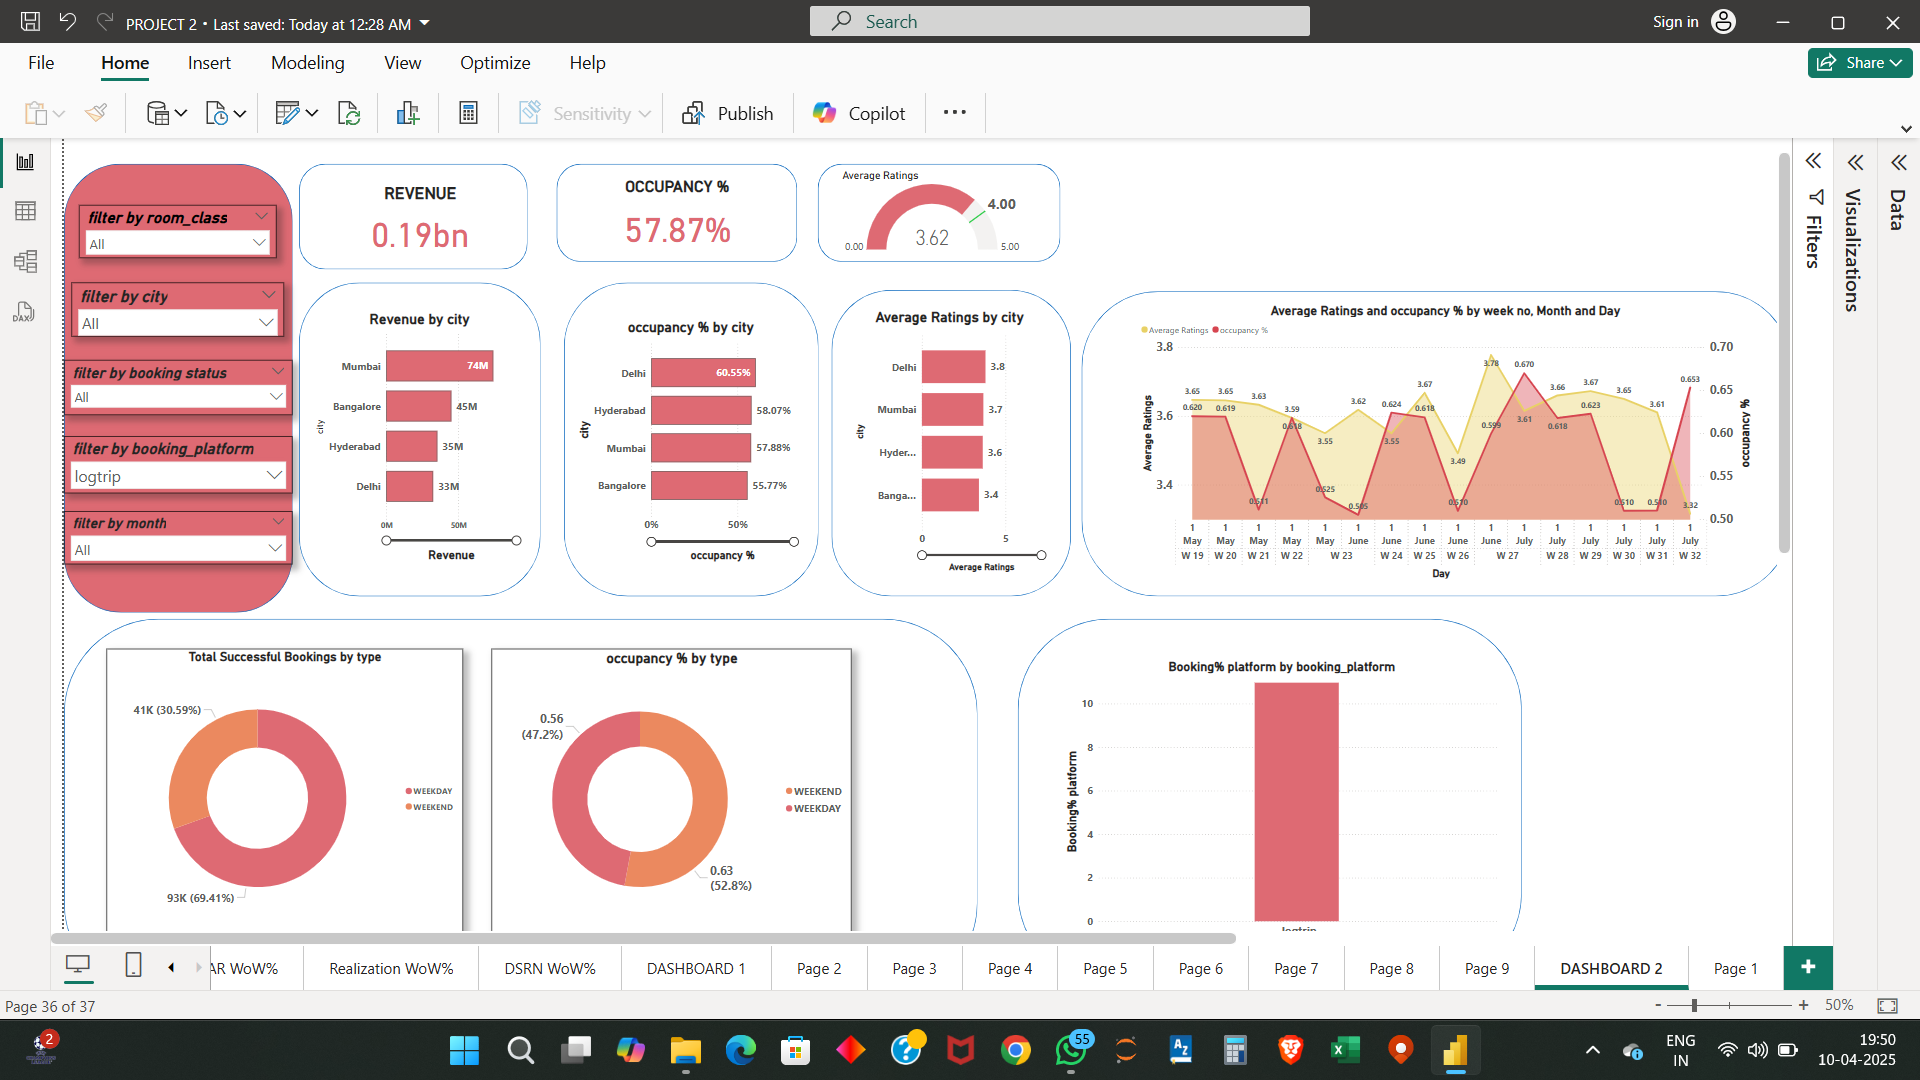 PROJECT 2 • Last saved: Today at 12:28 AM
Search
Sign in
File
Home
Insert
Modeling
View
Optimize
Help
Share
Sensitivity
Publish
Copilot
filter by room_class
All
filter by city
All
filter by booking status
All
filter by booking_platform
logtrip
filter by month
All
REVENUE
0.19bn
OCCUPANCY %
57.87%
Average Ratings
4.00
3.62
0.00
5.00
Revenue by city
city
Mumbai
74M
Bangalore
45M
Hyderabad
35M
Delhi
33M
0M
50M
Revenue
occupancy % by city
city
Delhi
60.55%
Hyderabad
58.07%
Mumbai
57.88%
Bangalore
55.77%
0%
50%
occupancy %
Average Ratings by city
city
Delhi
3.8
Mumbai
3.7
Hyder...
3.6
Banga...
3.4
0
5
Average Ratings
Average Ratings and occupancy % by week no, Month and Day
Average Ratings
occupancy %
3.8
3.6
3.4
Average Ratings
0.70
0.65
0.60
0.55
0.50
occupancy %
3.65
3.65
3.63
3.59
3.55
3.62
3.55
3.67
3.49
3.78
3.61
3.66
3.67
3.65
3.61
3.32
0.620
0.619
0.511
0.618
0.525
0.505
0.624
0.618
0.510
0.599
0.670
0.618
0.623
0.510
0.510
0.653
1 1 1 1 1 1 1 1 1 1 1 1 1 1 1 1
May May May May May June June June June June July July July July July July
W 19 W 20 W 21 W 22 W 23 W 24 W 25 W 26 W 27 W 28 W 29 W 30 W 31 W 32
Day
Total Successful Bookings by type
41K (30.59%)
93K (69.41%)
WEEKDAY
WEEKEND
occupancy % by type
0.56
(47.2%)
0.63
(52.8%)
WEEKEND
WEEKDAY
Booking% platform by booking_platform
Booking% platform
10
8
6
4
2
0
logtrip
Filters
Visualizations
Data
AR WoW%
Realization WoW%
DSRN WoW%
DASHBOARD 1
Page 2
Page 3
Page 4
Page 5
Page 6
Page 7
Page 8
Page 9
DASHBOARD 2
Page 1
Page 36 of 37
50%
2
55
ENG
IN
19:50
10-04-2025